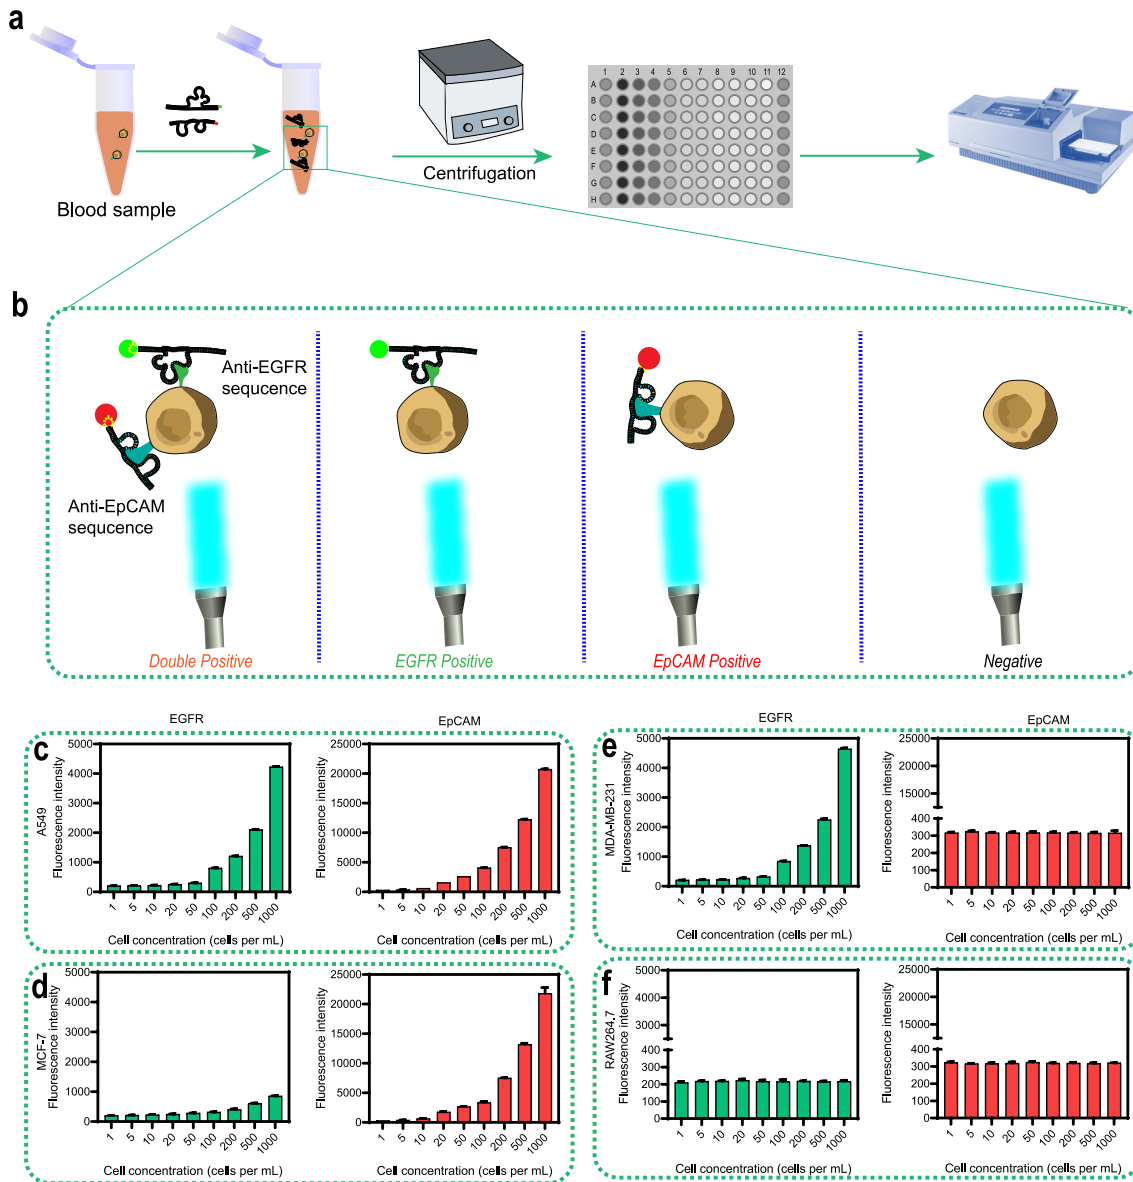 a
1 2 3 4 5 6 7 8 9 10 11 12
A
B
C
D
E
F
G
H
Centrifugation
Blood sample
b
Anti-EGFR
sequcence
Anti-EpCAM
sequcence
Double Positive
EGFR Positive
EpCAM Positive
Negative
c
EGFR
EpCAM
A549
Fluorescence intensity
5000
4000
3000
2000
1000
0
1 5 10 20 50 100 200 500 1000
Cell concentration (cells per mL)
Fluorescence intensity
25000
20000
15000
10000
5000
0
1 5 10 20 50 100 200 500 1000
Cell concentration (cells per mL)
e
EGFR
EpCAM
MDA-MB-231
Fluorescence intensity
5000
4000
3000
2000
1000
0
1 5 10 20 50 100 200 500 1000
Cell concentration (cells per mL)
Fluorescence intensity
25000
20000
15000
10000
400
300
200
100
0
1 5 10 20 50 100 200 500 1000
Cell concentration (cells per mL)
d
MCF-7
Fluorescence intensity
5000
4000
3000
2000
1000
0
1 5 10 20 50 100 200 500 1000
Cell concentration (cells per mL)
Fluorescence intensity
25000
20000
15000
10000
5000
0
1 5 10 20 50 100 200 500 1000
Cell concentration (cells per mL)
f
RAW264.7
Fluorescence intensity
5000
4000
3000
400
300
200
100
0
1 5 10 20 50 100 200 500 1000
Cell concentration (cells per mL)
Fluorescence intensity
25000
20000
15000
400
300
200
100
0
1 5 10 20 50 100 200 500 1000
Cell concentration (cells per mL)